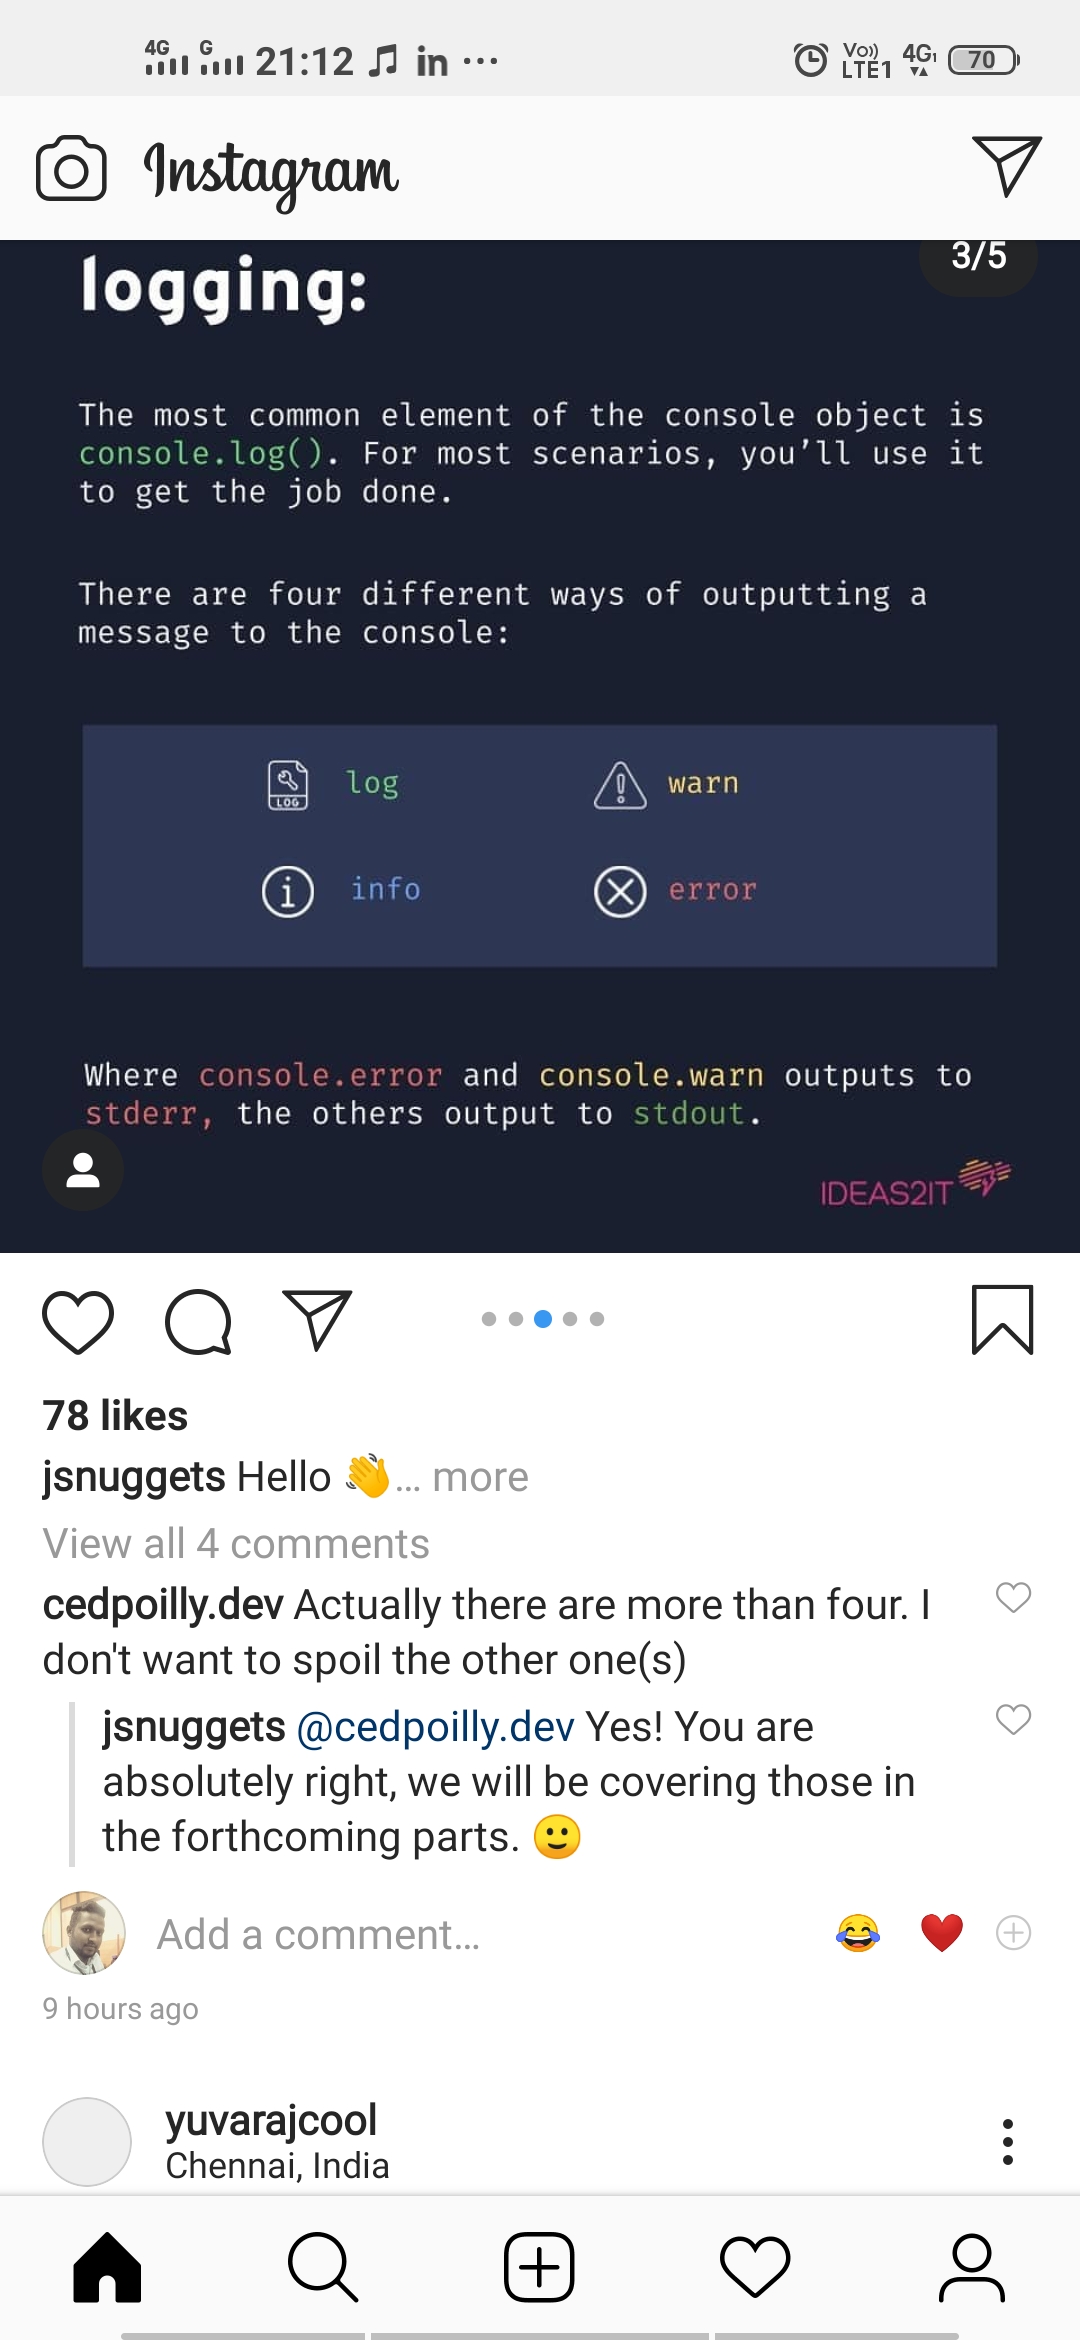 4G G 21:12 in ... Vo)) LTE1 4G1 70
Instagram
logging:
3/5
The most common element of the console object is
console.log(). For most scenarios, you’ll use it
to get the job done.
There are four different ways of outputting a
message to the console:
LOG log warn
info error
Where console.error and console.warn outputs to
stderr, the others output to stdout.
IDEAS2IT
78 likes
jsnuggets Hello 👋... more
View all 4 comments
cedpoilly.dev Actually there are more than four. I
don't want to spoil the other one(s)
jsnuggets @cedpoilly.dev Yes! You are
absolutely right, we will be covering those in
the forthcoming parts. 🙂
Add a comment... 😂 ❤️
9 hours ago
yuvarajcool
Chennai, India